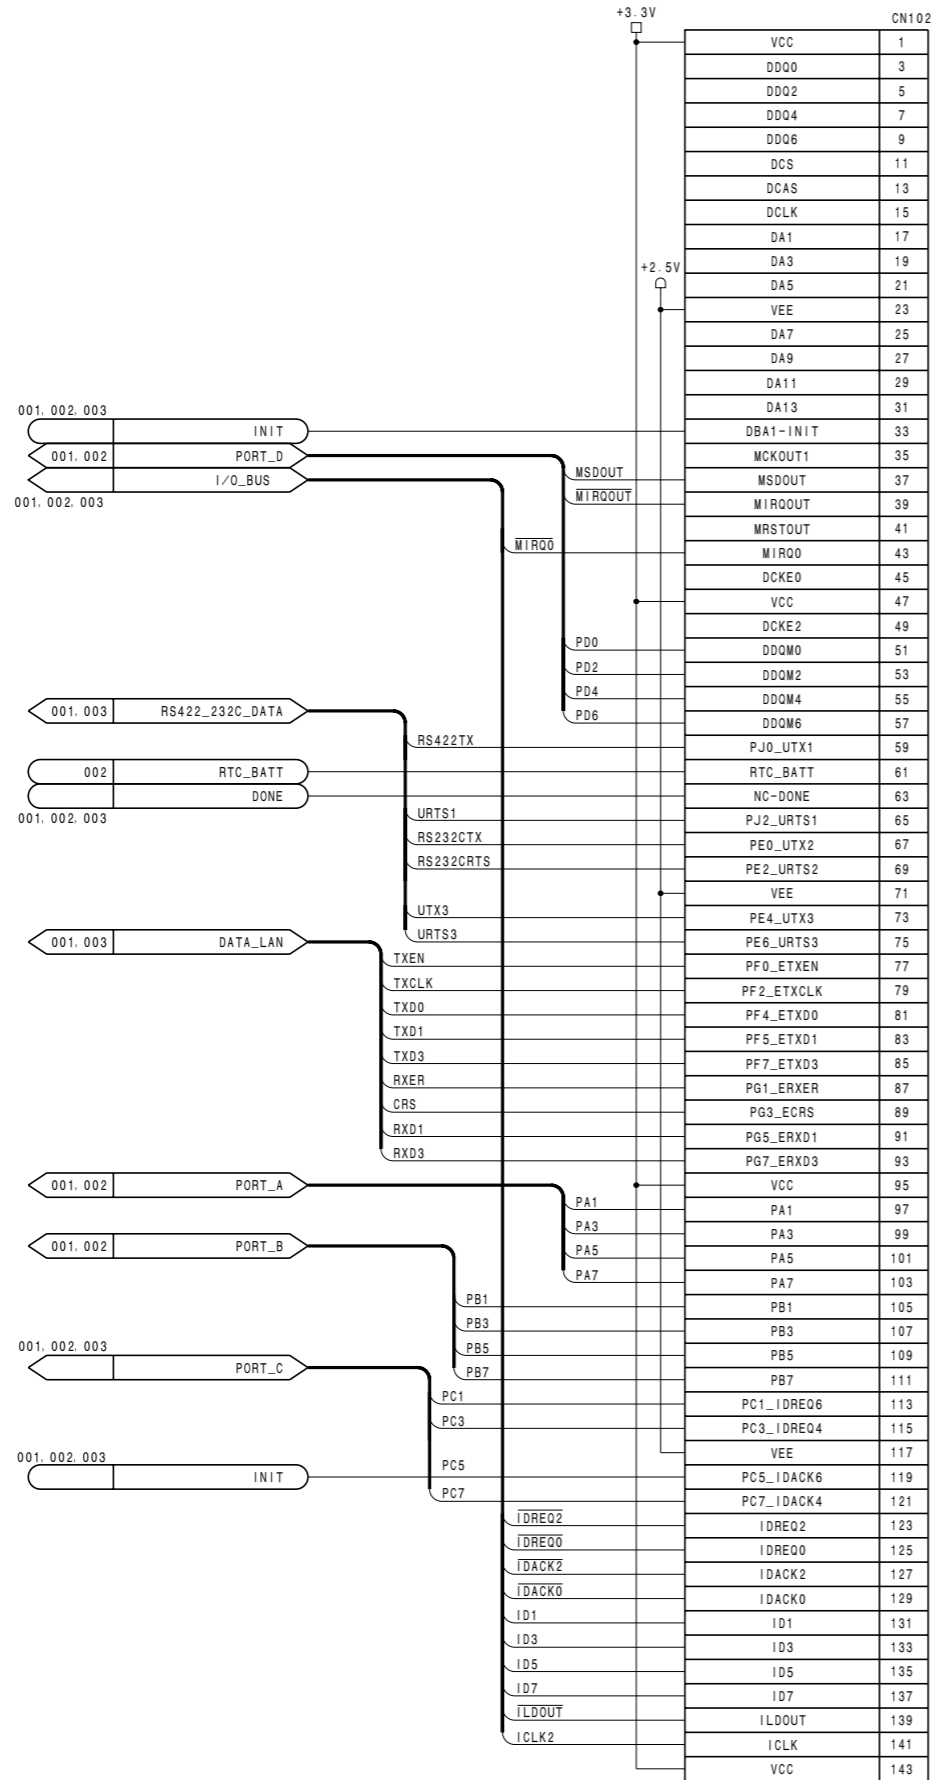 +3.3V
CN102
VCC 1
DDQ0 3
DDQ2 5
DDQ4 7
DDQ6 9
DCS 11
DCAS 13
DCLK 15
DA1 17
DA3 19
+2.5V
DA5 21
VEE 23
DA7 25
DA9 27
DA11 29
DA13 31
001, 002, 003
INIT DBA1-INIT 33
001, 002 PORT_D MCKOUT1 35
I/O_BUS MSDOUT MSDOUT 37
001, 002, 003
MIRQOUT MIRQOUT 39
MRSTOUT 41
MIRQ0 MIRQ0 43
DCKE0 45
VCC 47
DCKE2 49
PD0 DDQM0 51
PD2 DDQM2 53
PD4 DDQM4 55
001, 003 RS422_232C_DATA
PD6 DDQM6 57
RS422TX PJ0_UTX1 59
002 RTC_BATT RTC_BATT 61
DONE NC-DONE 63
001, 002, 003
URTS1 PJ2_URTS1 65
RS232CTX PE0_UTX2 67
RS232CRTS PE2_URTS2 69
VEE 71
UTX3 PE4_UTX3 73
001, 003 DATA_LAN URTS3 PE6_URTS3 75
TXEN PF0_ETXEN 77
TXCLK PF2_ETXCLK 79
TXD0 PF4_ETXD0 81
TXD1 PF5_ETXD1 83
TXD3 PF7_ETXD3 85
RXER PG1_ERXER 87
CRS PG3_ECRS 89
RXD1 PG5_ERXD1 91
RXD3 PG7_ERXD3 93
001, 002 PORT_A VCC 95
PA1 PA1 97
PA3 PA3 99
001, 002 PORT_B
PA5 PA5 101
PA7 PA7 103
PB1 PB1 105
PB3 PB3 107
001, 002, 003
PB5 PB5 109
PORT_C
PB7 PB7 111
PC1 PC1_IDREQ6 113
PC3 PC3_IDREQ4 115
VEE 117
001, 002, 003
INIT PC5 PC5_IDACK6 119
PC7 PC7_IDACK4 121
IDREQ2 IDREQ2 123
IDREQ0 IDREQ0 125
IDACK2 IDACK2 127
IDACK0 IDACK0 129
ID1 ID1 131
ID3 ID3 133
ID5 ID5 135
ID7 ID7 137
ILDOUT ILDOUT 139
ICLK2 ICLK 141
VCC 143